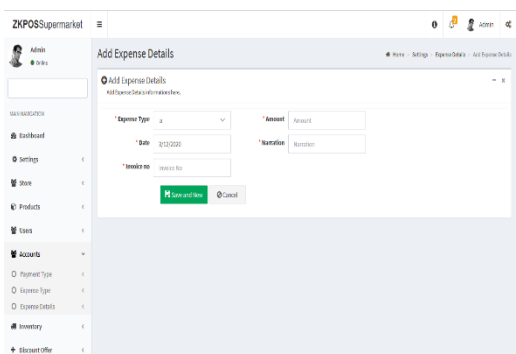 ZKPOSSupermarket
Admin
Admin
Online
MAIN NAVIGATION
Dashboard
Settings
Store
Products
Users
Accounts
Payment Type
Expense Type
Expense Details
Inventory
Discount Offer
Add Expense Details
Home - Settings - Expense Details - Add Expense Details
Add Expense Details
Add Expense Details informations here.
* Expense Type a * Amount Amount
* Date 3/12/2020 * Narration Narration
* Invoice no Invoice No
Save and New Cancel